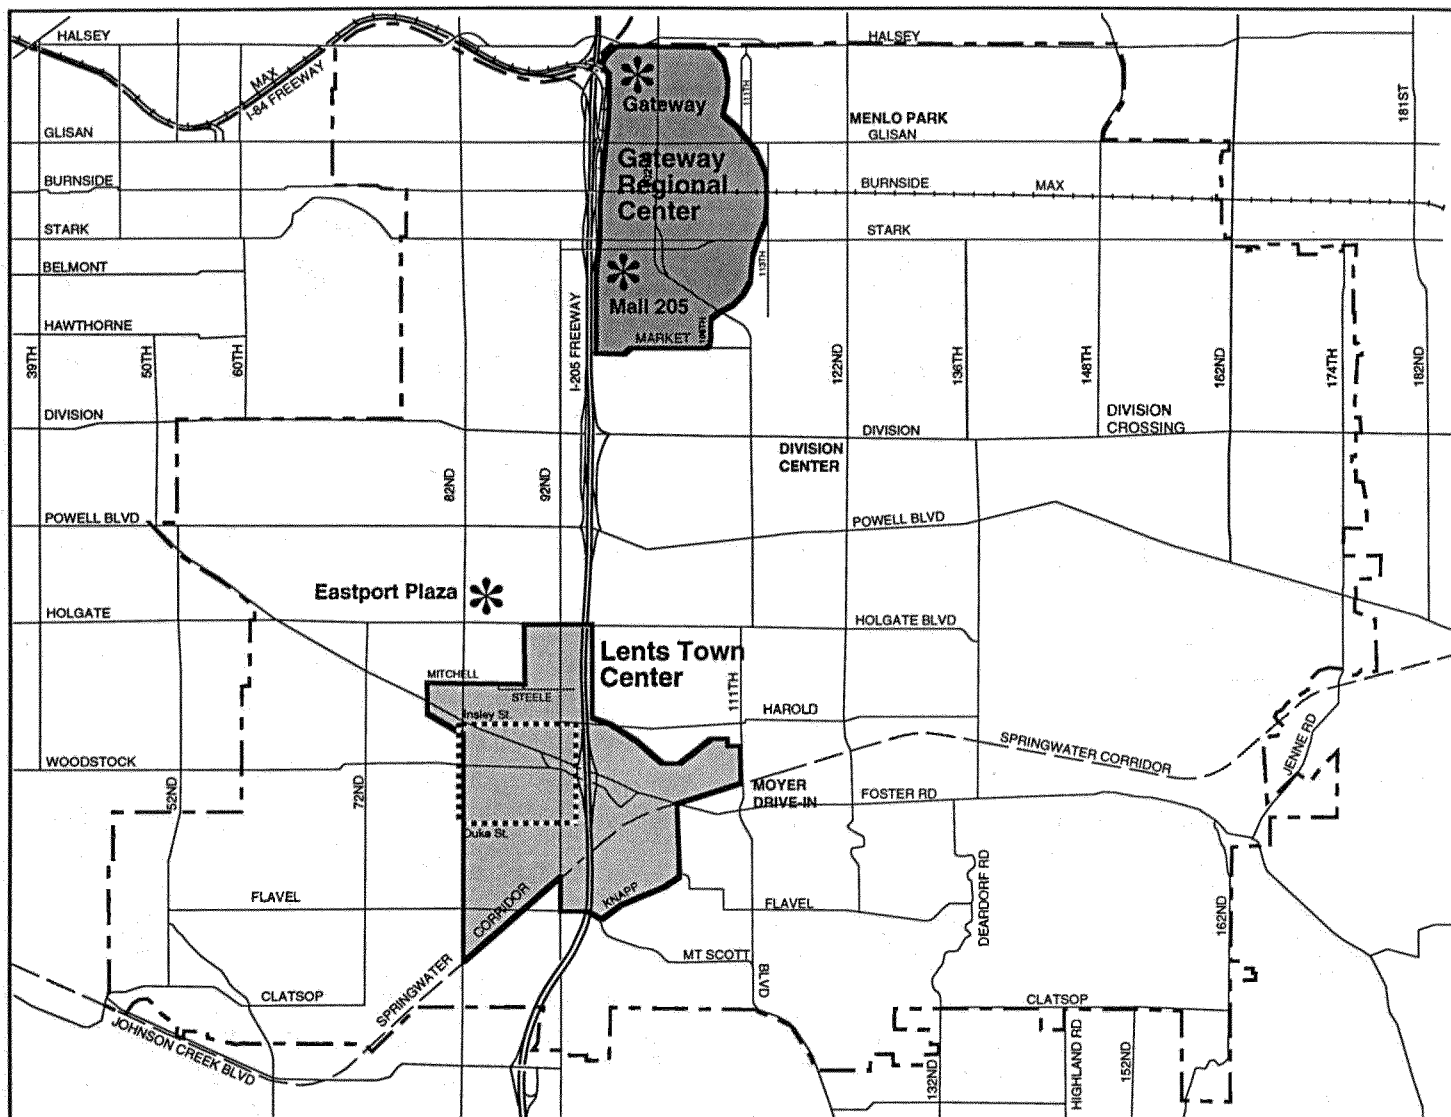 HALSEY
HALSEY
MAX
I-84 FREEWAY
Gateway
111TH
181ST
MENLO PARK
GLISAN
GLISAN
Gateway
Regional
Center
BURNSIDE
BURNSIDE
MAX
STARK
STARK
BELMONT
113TH
Mall 205
HAWTHORNE
MARKET
39TH
50TH
60TH
I-205 FREEWAY
122ND
136TH
148TH
162ND
174TH
182ND
DIVISION
DIVISION
DIVISION
CROSSING
DIVISION
CENTER
82ND
92ND
POWELL BLVD
POWELL BLVD
Eastport Plaza
HOLGATE
HOLGATE BLVD
Lents Town
Center
MITCHELL
STEELE
111TH
HAROLD
Insley St.
SPRINGWATER CORRIDOR
JENNE RD
WOODSTOCK
52ND
72ND
MOYER
DRIVE-IN
FOSTER RD
Duke St.
DEARDORF RD
FLAVEL
KNAPP
FLAVEL
162ND
CORRIDOR
MT SCOTT
BLVD
SPRINGWATER
CLATSOP
CLATSOP
JOHNSON CREEK BLVD
132ND
HIGHLAND RD
152ND